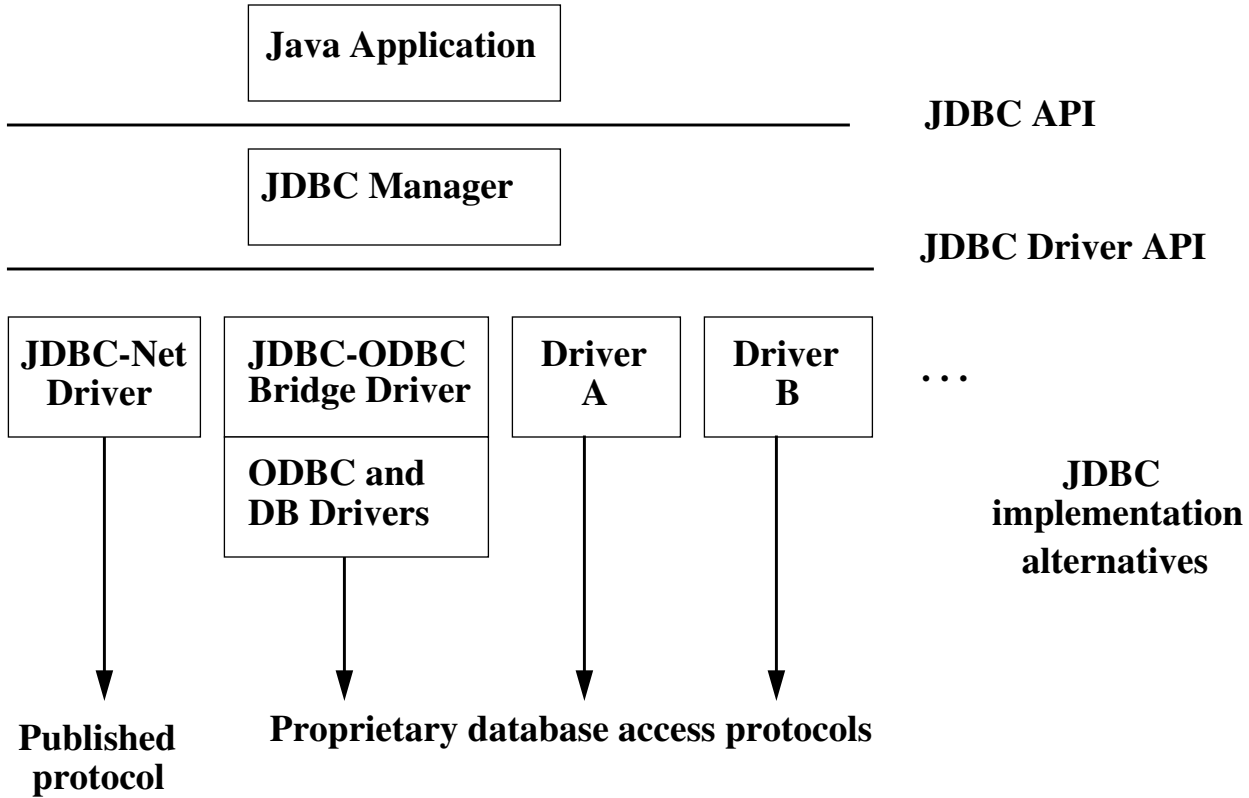 Java Application
JDBC API
JDBC Manager
JDBC Driver API
JDBC-Net
Driver
JDBC-ODBC
Bridge Driver
Driver
A
Driver
B
. . .
ODBC and
DB Drivers
JDBC
implementation
alternatives
Published
protocol
Proprietary database access protocols